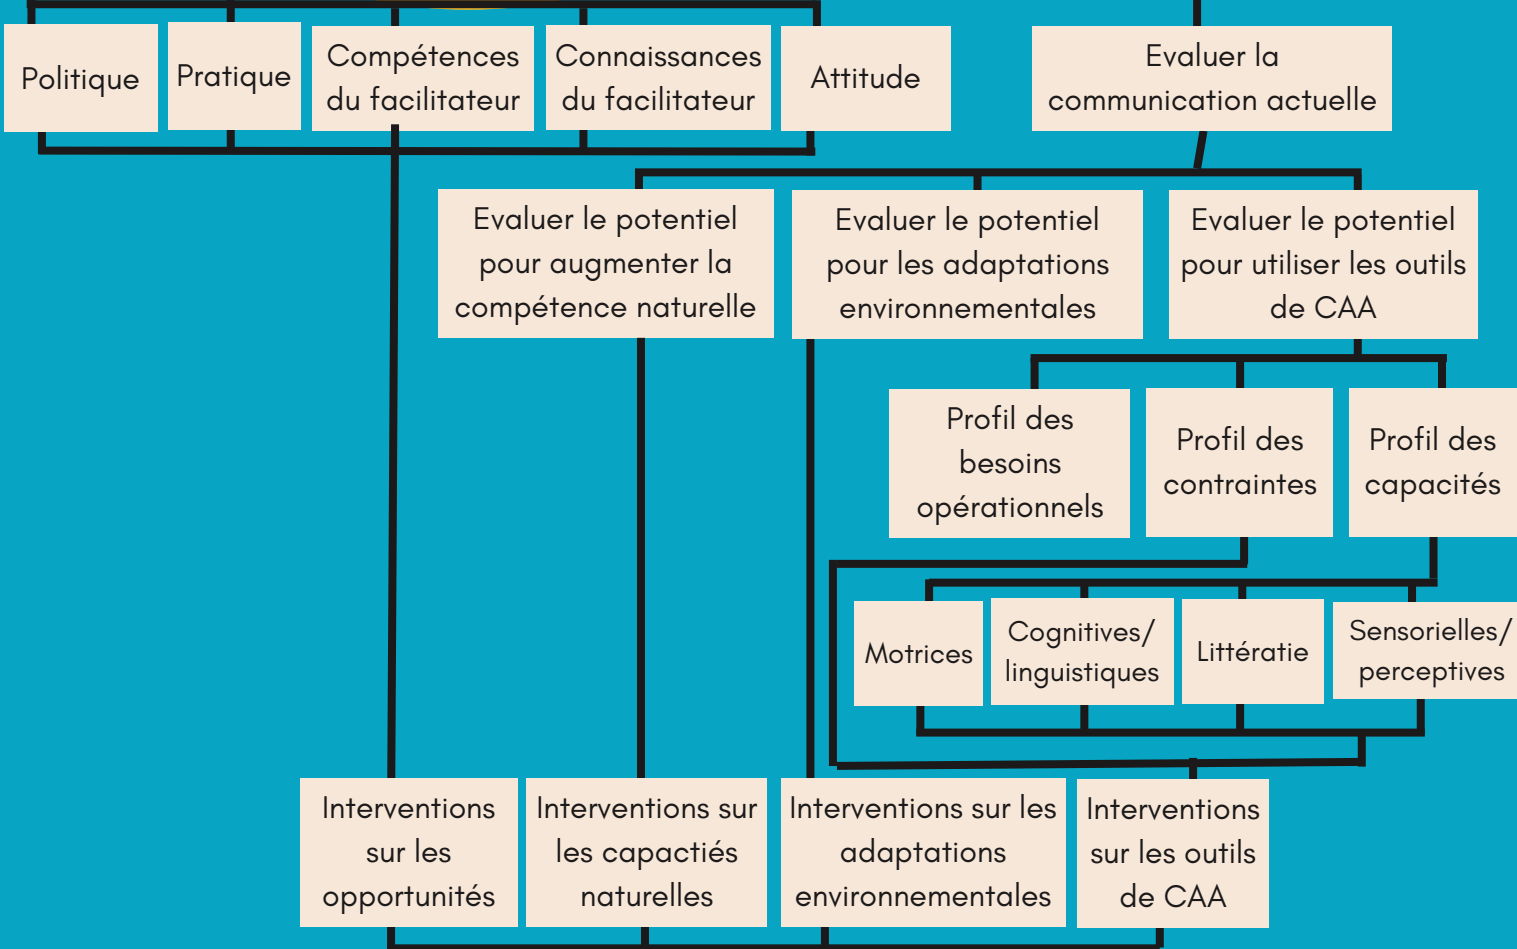 Politique
Pratique
Compétences
du facilitateur
Connaissances
du facilitateur
Attitude
Evaluer la
communication actuelle
Evaluer le potentiel
pour augmenter la
compétence naturelle
Evaluer le potentiel
pour les adaptations
environnementales
Evaluer le potentiel
pour utiliser les outils
de CAA
Profil des
besoins
opérationnels
Profil des
contraintes
Profil des
capacités
Motrices
Cognitives/
linguistiques
Littératie
Sensorielles/
perceptives
Interventions
sur les
opportunités
Interventions sur
les capactiés
naturelles
Interventions sur les
adaptations
environnementales
Interventions
sur les outils
de CAA